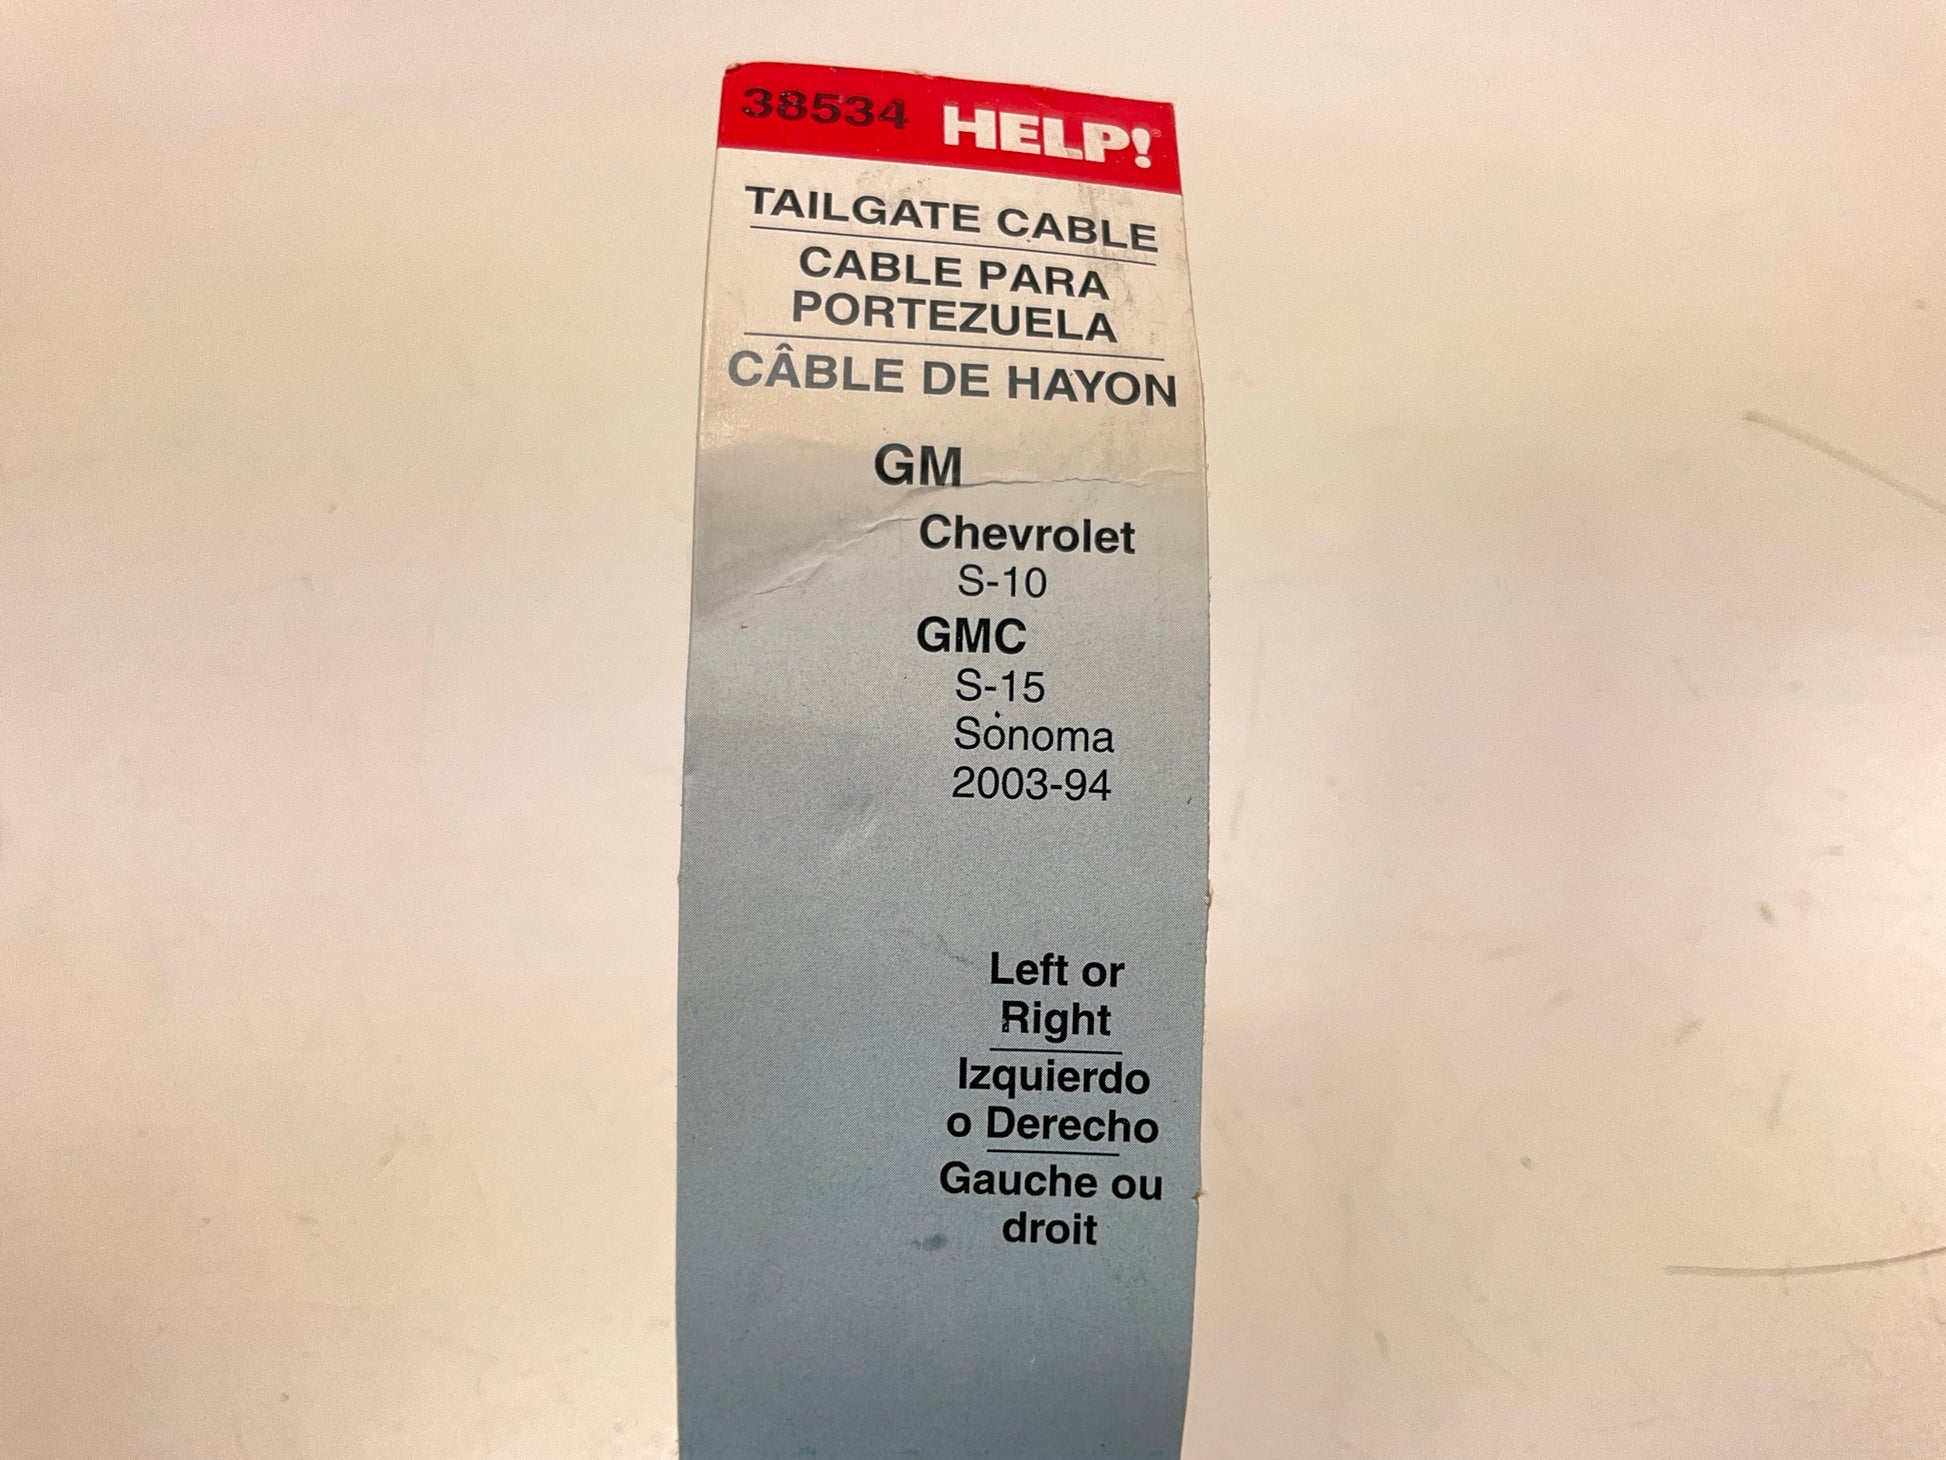 38534 HELP!
TAILGATE CABLE
CABLE PARA
PORTEZUELA
CÂBLE DE HAYON
GM
Chevrolet
S-10
GMC
S-15
Sonoma
2003-94
Left or
Right
Izquierdo
o Derecho
Gauche ou
droit